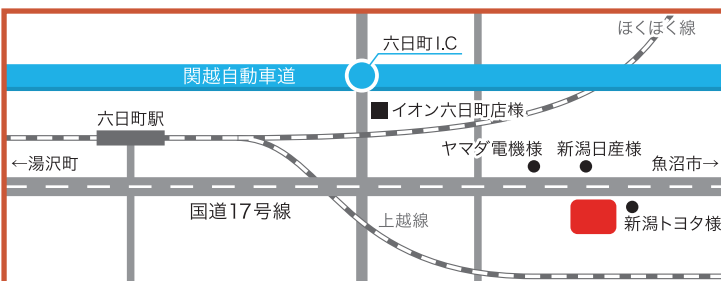 ほくほく線
六日町I.C
関越自動車道
イオン六日町店様
六日町駅
ヤマダ電機様
新潟日産様
←湯沢町
魚沼市→
国道17号線
上越線
新潟トヨタ様